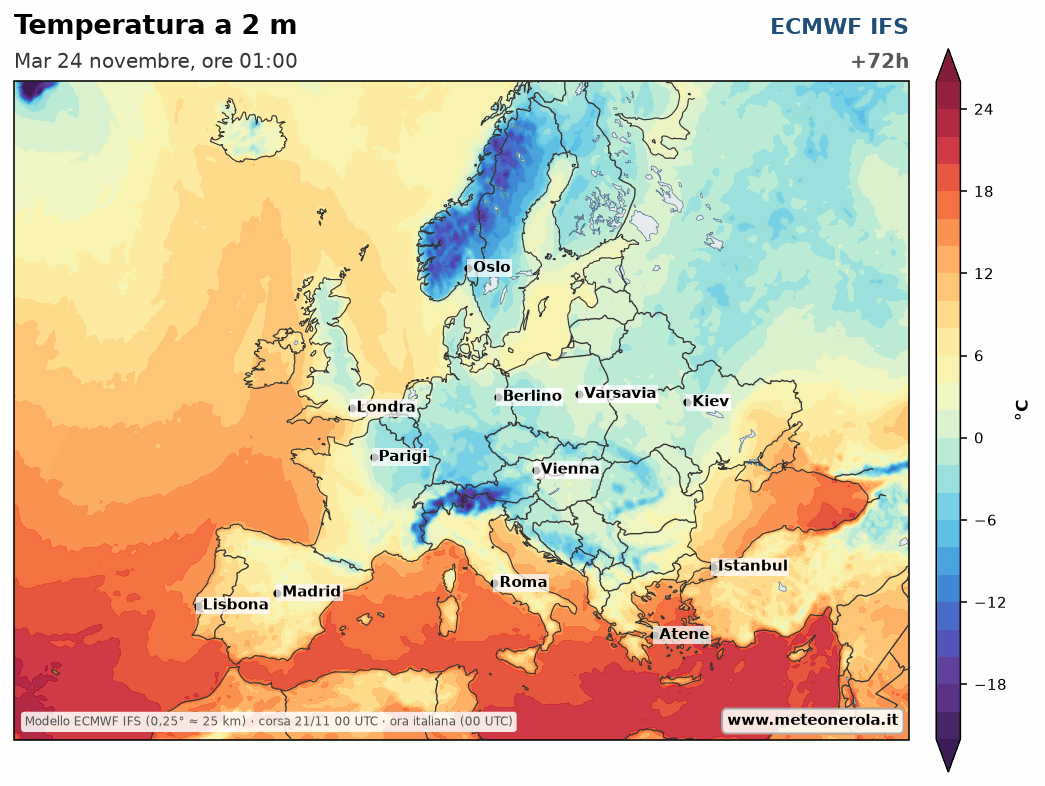 Temperatura a 2 m
ECMWF IFS
Mar 24 novembre, ore 01:00
+72h
24
18
12
6
0
−6
−12
−18
°C
Oslo
Berlino
Varsavia
Kiev
Londra
Parigi
Vienna
Istanbul
Roma
Madrid
Lisbona
Atene
Modello ECMWF IFS (0,25° ≈ 25 km) · corsa 21/11 00 UTC · ora italiana (00 UTC)
www.meteonerola.it